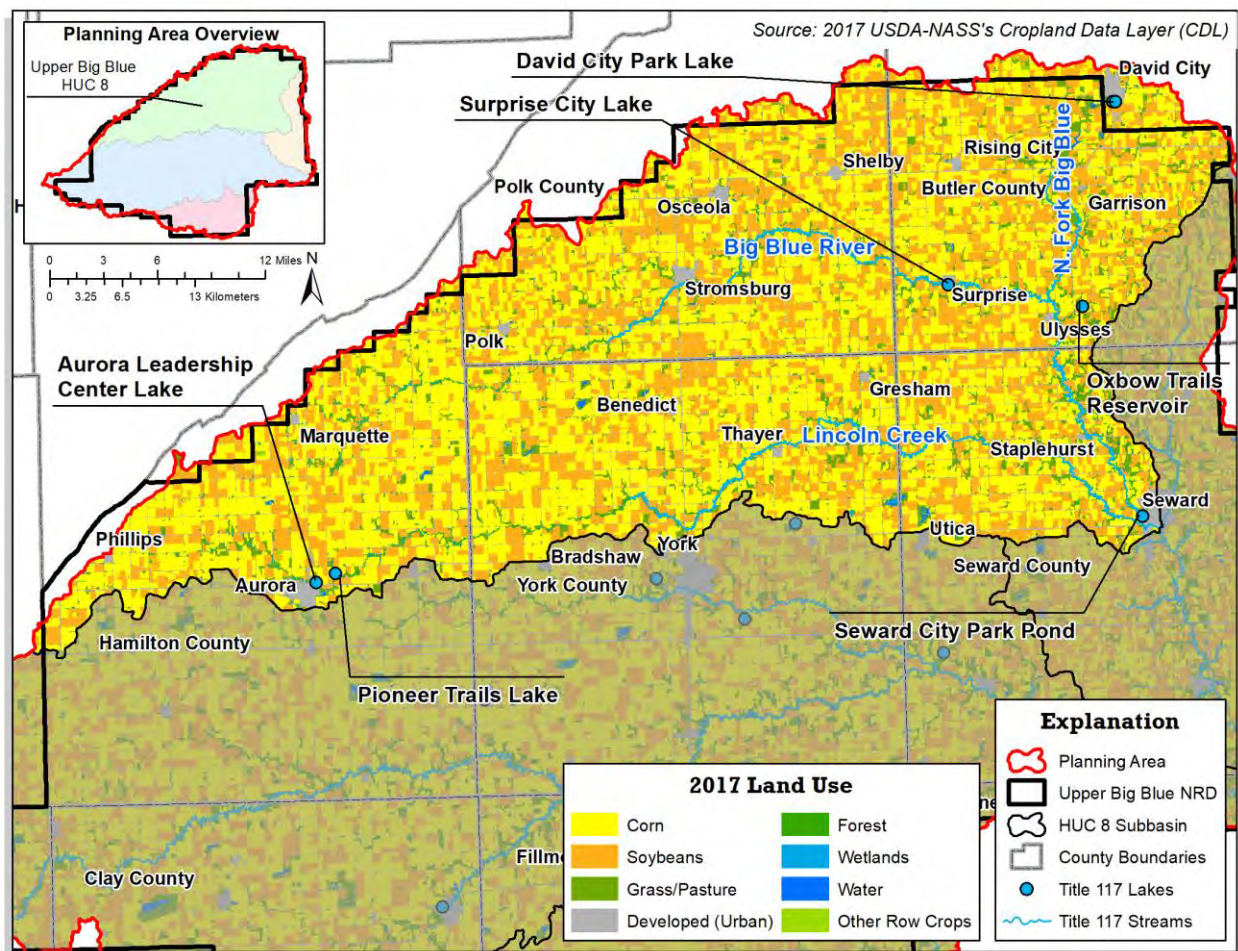 Planning Area Overview
Upper Big Blue
HUC 8
Source: 2017 USDA-NASS's Cropland Data Layer (CDL)
David City Park Lake
David City
Surprise City Lake
0 3 6 12 Miles
0 3.25 6.5 13 Kilometers
N
Polk County
Osceola
Shelby
Rising City
Butler County
Garrison
N. Fork Big Blue
Big Blue River
Stromsburg
Surprise
Ulysses
Polk
Oxbow Trails
Reservoir
Aurora Leadership
Center Lake
Benedict
Gresham
Marquette
Thayer
Lincoln Creek
Staplehurst
Seward
Phillips
Utica
York
Bradshaw
York County
Seward County
Aurora
Hamilton County
Seward City Park Pond
Pioneer Trails Lake
Clay County
Explanation
Planning Area
Upper Big Blue NRD
HUC 8 Subbasin
County Boundaries
Title 117 Lakes
Title 117 Streams
2017 Land Use
Corn
Soybeans
Grass/Pasture
Developed (Urban)
Forest
Wetlands
Water
Other Row Crops